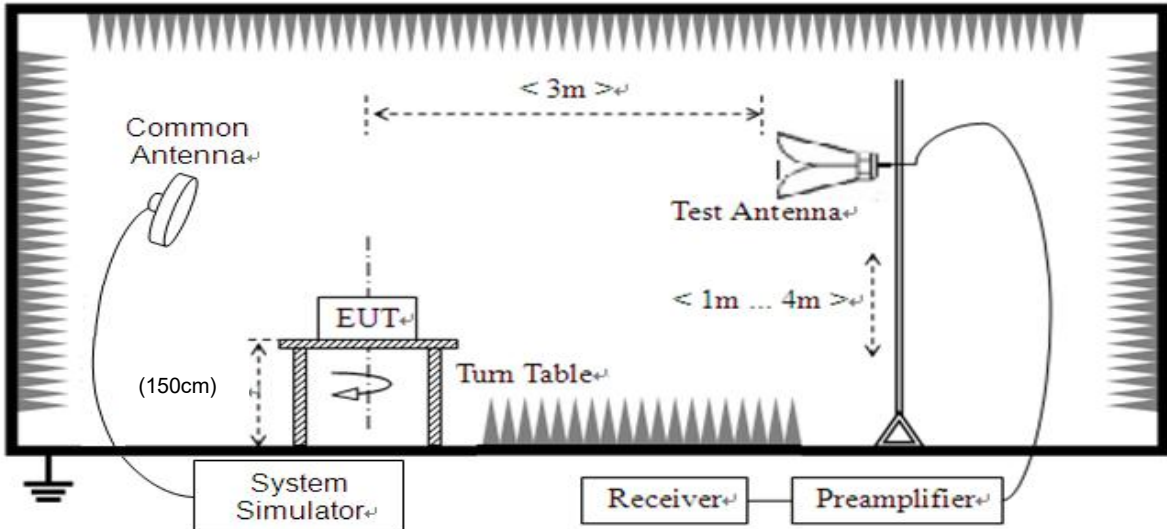 < 3m >↵
Common
Antenna↵
Test Antenna↵
< 1m ... 4m >↵
EUT↵
(150cm)
Turn Table↵
System
Simulator↵
Receiver↵
Preamplifier↵